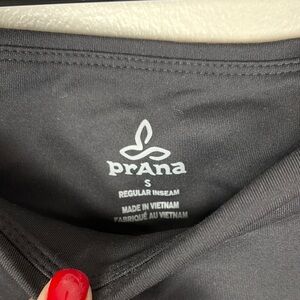 prAna
S
REGULAR INSEAM
MADE IN VIETNAM
FABRIQUÉ AU VIETNAM